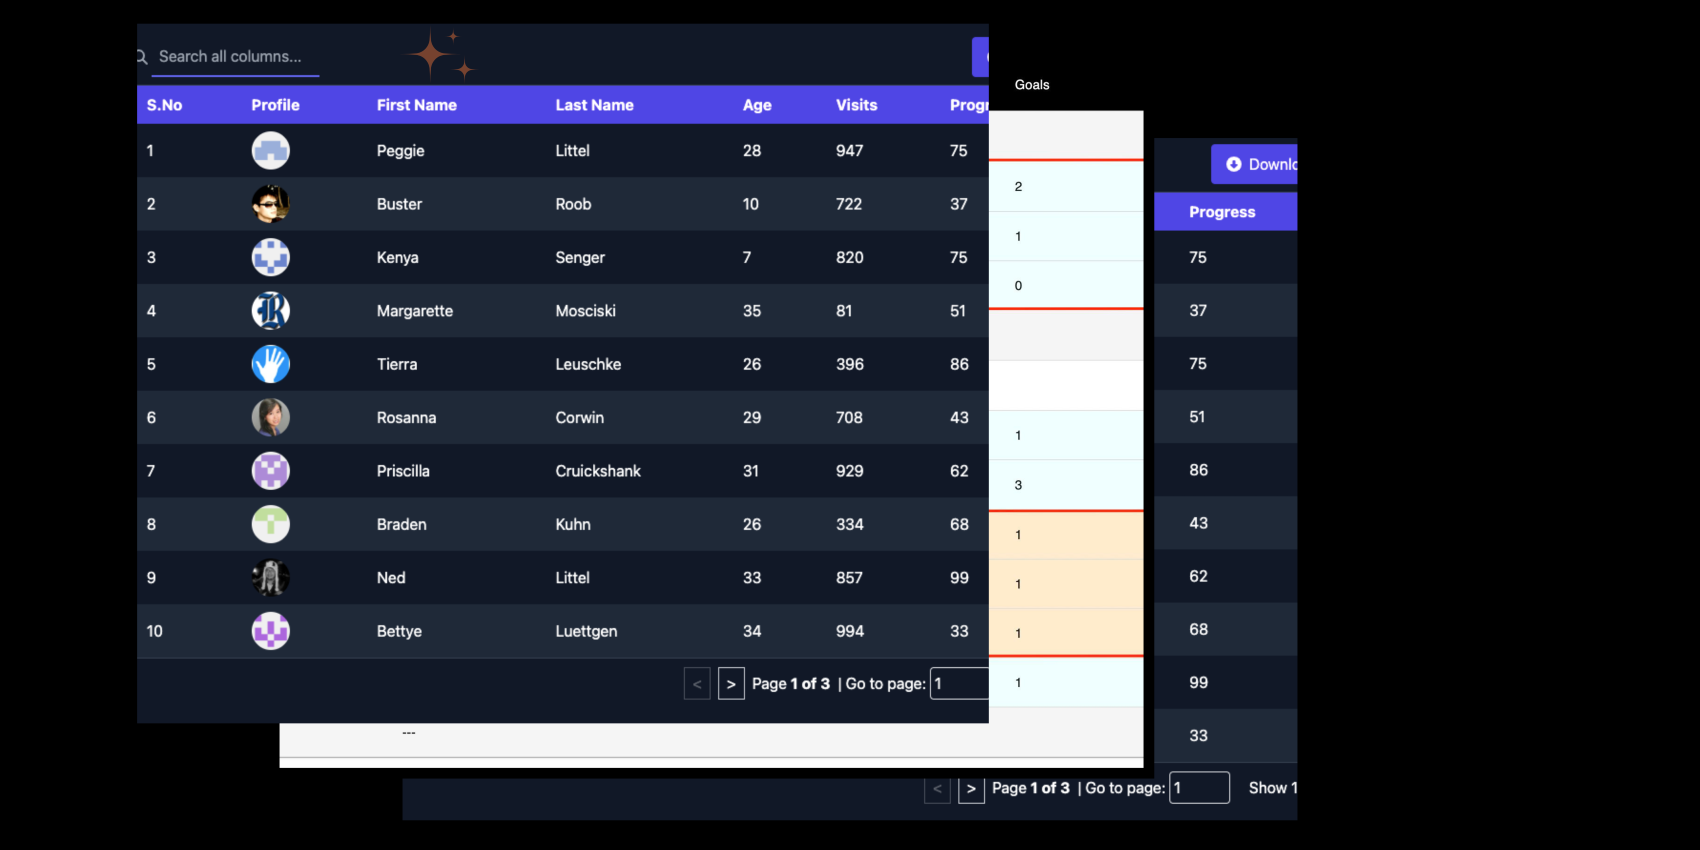 Search all columns...
S.No Profile First Name Last Name Age Visits Progr
1 Peggie Littel 28 947 75
2 Buster Roob 10 722 37
3 Kenya Senger 7 820 75
4 Margarette Mosciski 35 81 51
5 Tierra Leuschke 26 396 86
6 Rosanna Corwin 29 708 43
7 Priscilla Cruickshank 31 929 62
8 Braden Kuhn 26 334 68
9 Ned Littel 33 857 99
10 Bettye Luettgen 34 994 33
< > Page 1 of 3 | Go to page: 1
Goals
2
1
0
1
3
1
1
1
1
---
Downlo
Progress
75
37
75
51
86
43
62
68
99
33
< > Page 1 of 3 | Go to page: 1 Show 1